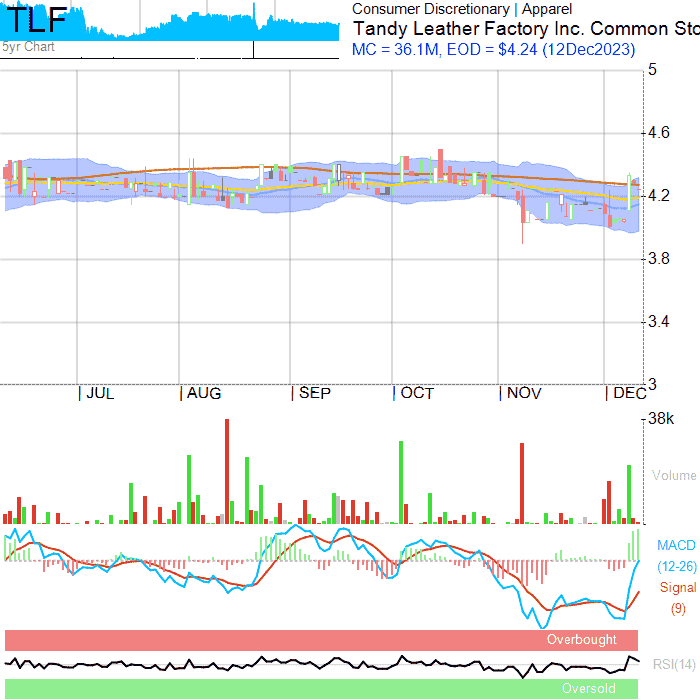 TLF
5yr Chart
Consumer Discretionary | Apparel
Tandy Leather Factory Inc. Common Sto
MC = 36.1M, EOD = $4.24 (12Dec2023)
5
4.6
4.2
3.8
3.4
3
JUL AUG SEP OCT NOV DEC
38k
Volume
MACD
(12-26)
Signal
(9)
Overbought
RSI(14)
Oversold